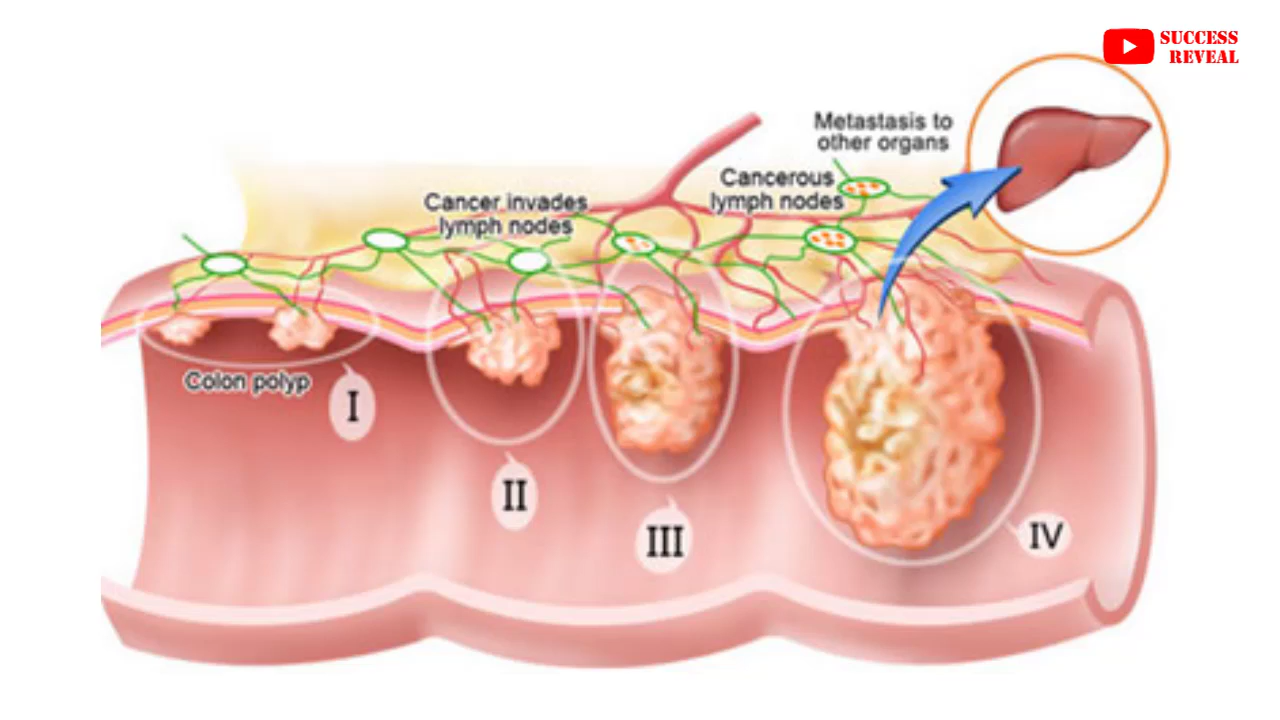 SUCCESS
REVEAL
Metastasis to
other organs
Cancerous
lymph nodes
Cancer invades
lymph nodes
Colon polyp
I
II
III
IV